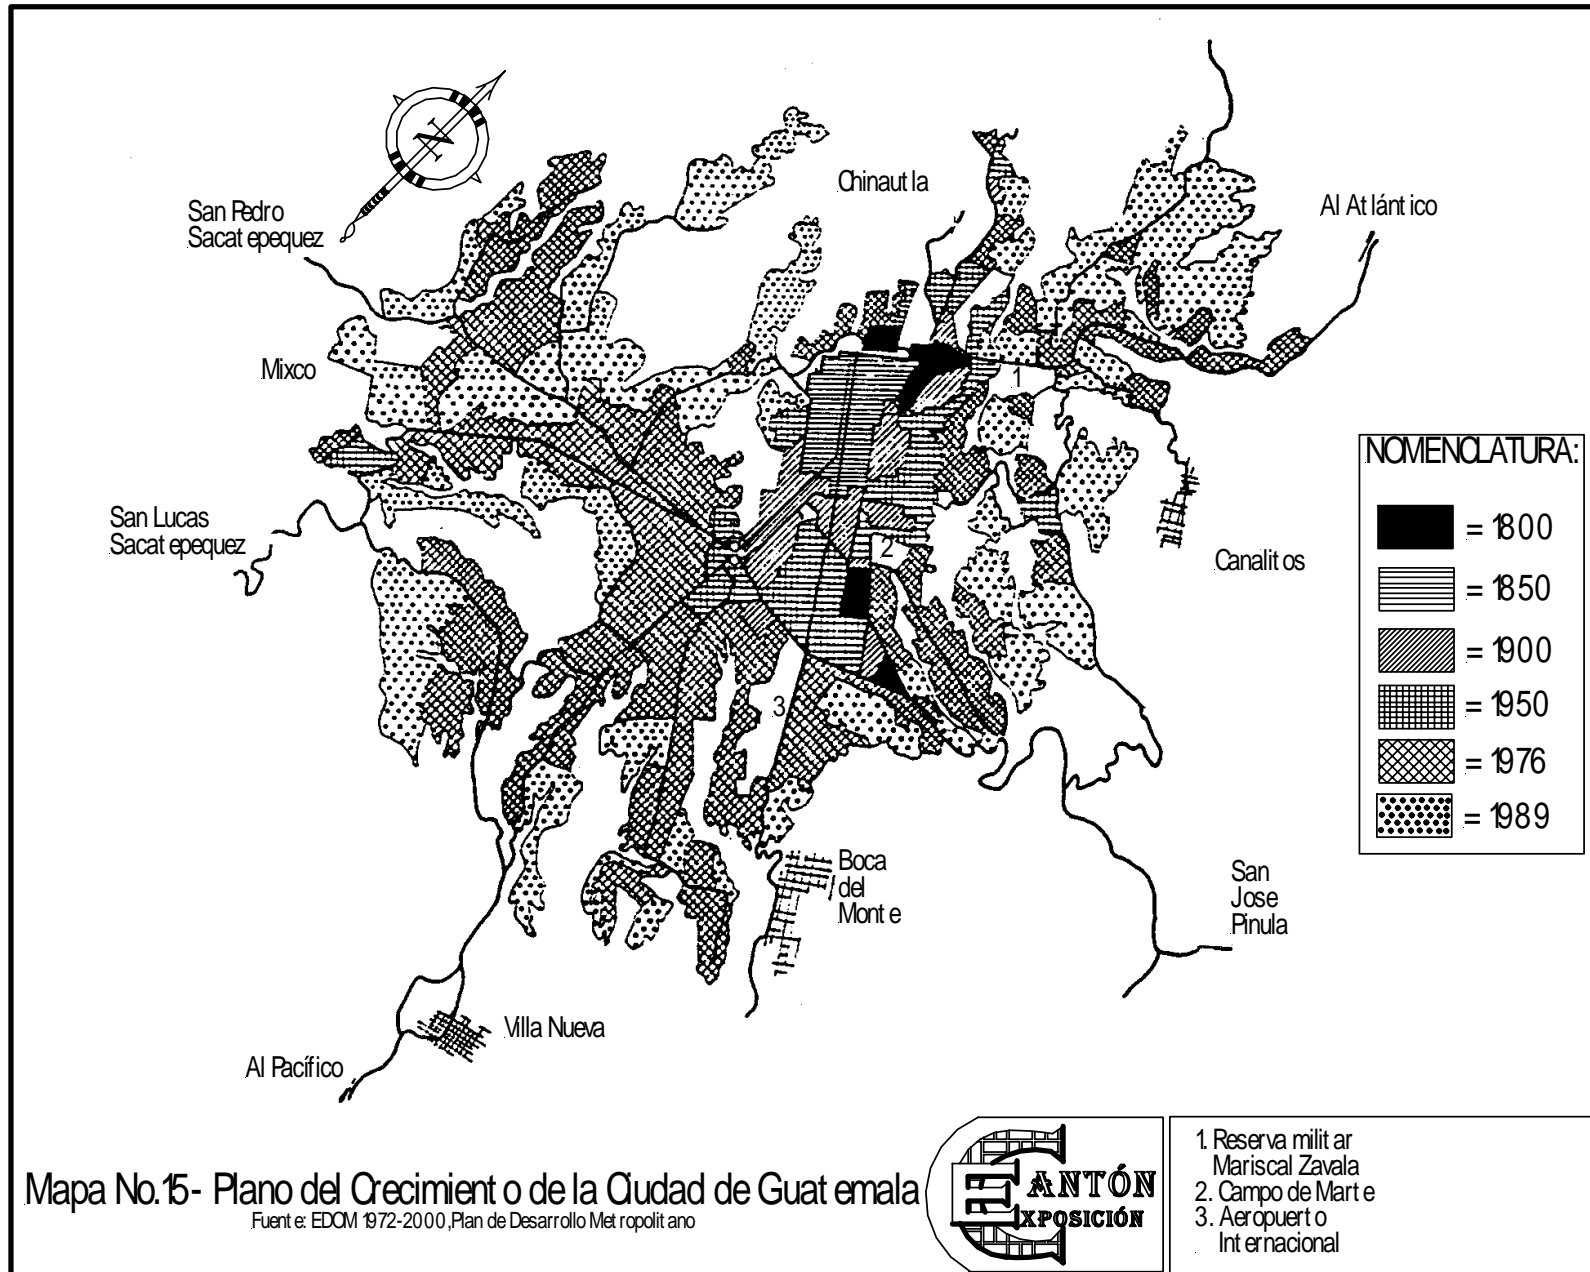 N
Chinautla
San Pedro
Sacatepequez
Al Atlántico
Mixco
1
San Lucas
Sacatepequez
2
Canalitos
3
Boca
del
Monte
San
Jose
Pinula
Villa Nueva
Al Pacífico
NOMENCLATURA:
= 1800
= 1850
= 1900
= 1950
= 1976
= 1989
Mapa No.15- Plano del Crecimiento de la Ciudad de Guatemala
Fuente: EDOM 1972-2000,Plan de Desarrollo Metropolitano
CANTÓN
EXPOSICIÓN
1. Reserva militar
Mariscal Zavala
2. Campo de Marte
3. Aeropuerto
Internacional